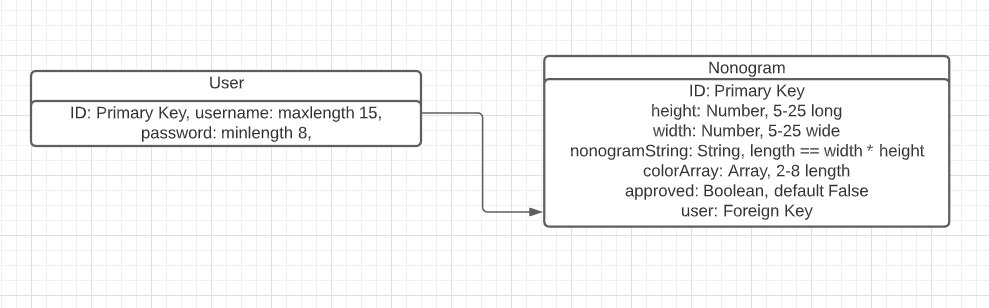 User
ID: Primary Key, username: maxlength 15,
password: minlength 8,
Nonogram
ID: Primary Key
height: Number, 5-25 long
width: Number, 5-25 wide
nonogramString: String, length == width * height
colorArray: Array, 2-8 length
approved: Boolean, default False
user: Foreign Key